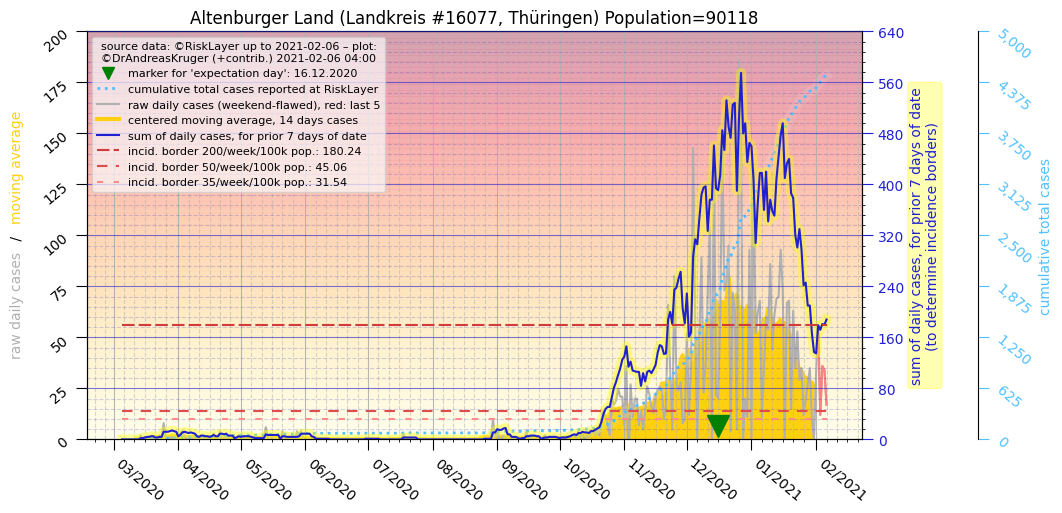 Altenburger Land (Landkreis #16077, Thüringen) Population=90118
source data: ©RiskLayer up to 2021-02-06 – plot:
©DrAndreasKruger (+contrib.) 2021-02-06 04:00
marker for 'expectation day': 16.12.2020
cumulative total cases reported at RiskLayer
raw daily cases (weekend-flawed), red: last 5
centered moving average, 14 days cases
sum of daily cases, for prior 7 days of date
incid. border 200/week/100k pop.: 180.24
incid. border 50/week/100k pop.: 45.06
incid. border 35/week/100k pop.: 31.54
raw daily cases / moving average
200
175
150
125
100
75
50
25
0
640
560
480
400
320
240
160
80
0
sum of daily cases, for prior 7 days of date
(to determine incidence borders)
5,000
4,375
3,750
3,125
2,500
1,875
1,250
625
0
cumulative total cases
03/2020
04/2020
05/2020
06/2020
07/2020
08/2020
09/2020
10/2020
11/2020
12/2020
01/2021
02/2021